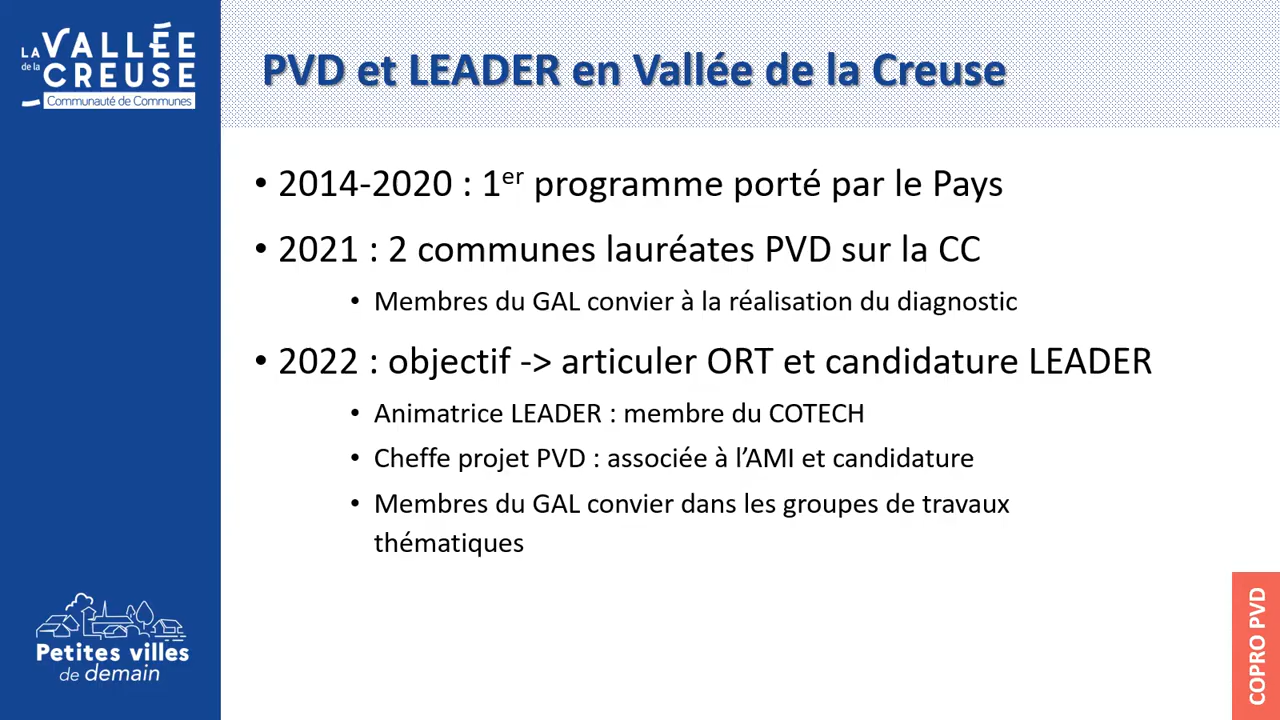 LA VALLÉE
de la CREUSE
Communauté de Communes
PVD et LEADER en Vallée de la Creuse
• 2014-2020 : 1er programme porté par le Pays
• 2021 : 2 communes lauréates PVD sur la CC
• Membres du GAL convier à la réalisation du diagnostic
• 2022 : objectif -> articuler ORT et candidature LEADER
• Animatrice LEADER : membre du COTECH
• Cheffe projet PVD : associée à l’AMI et candidature
• Membres du GAL convier dans les groupes de travaux
thématiques
Petites villes
de demain
COPRO PVD